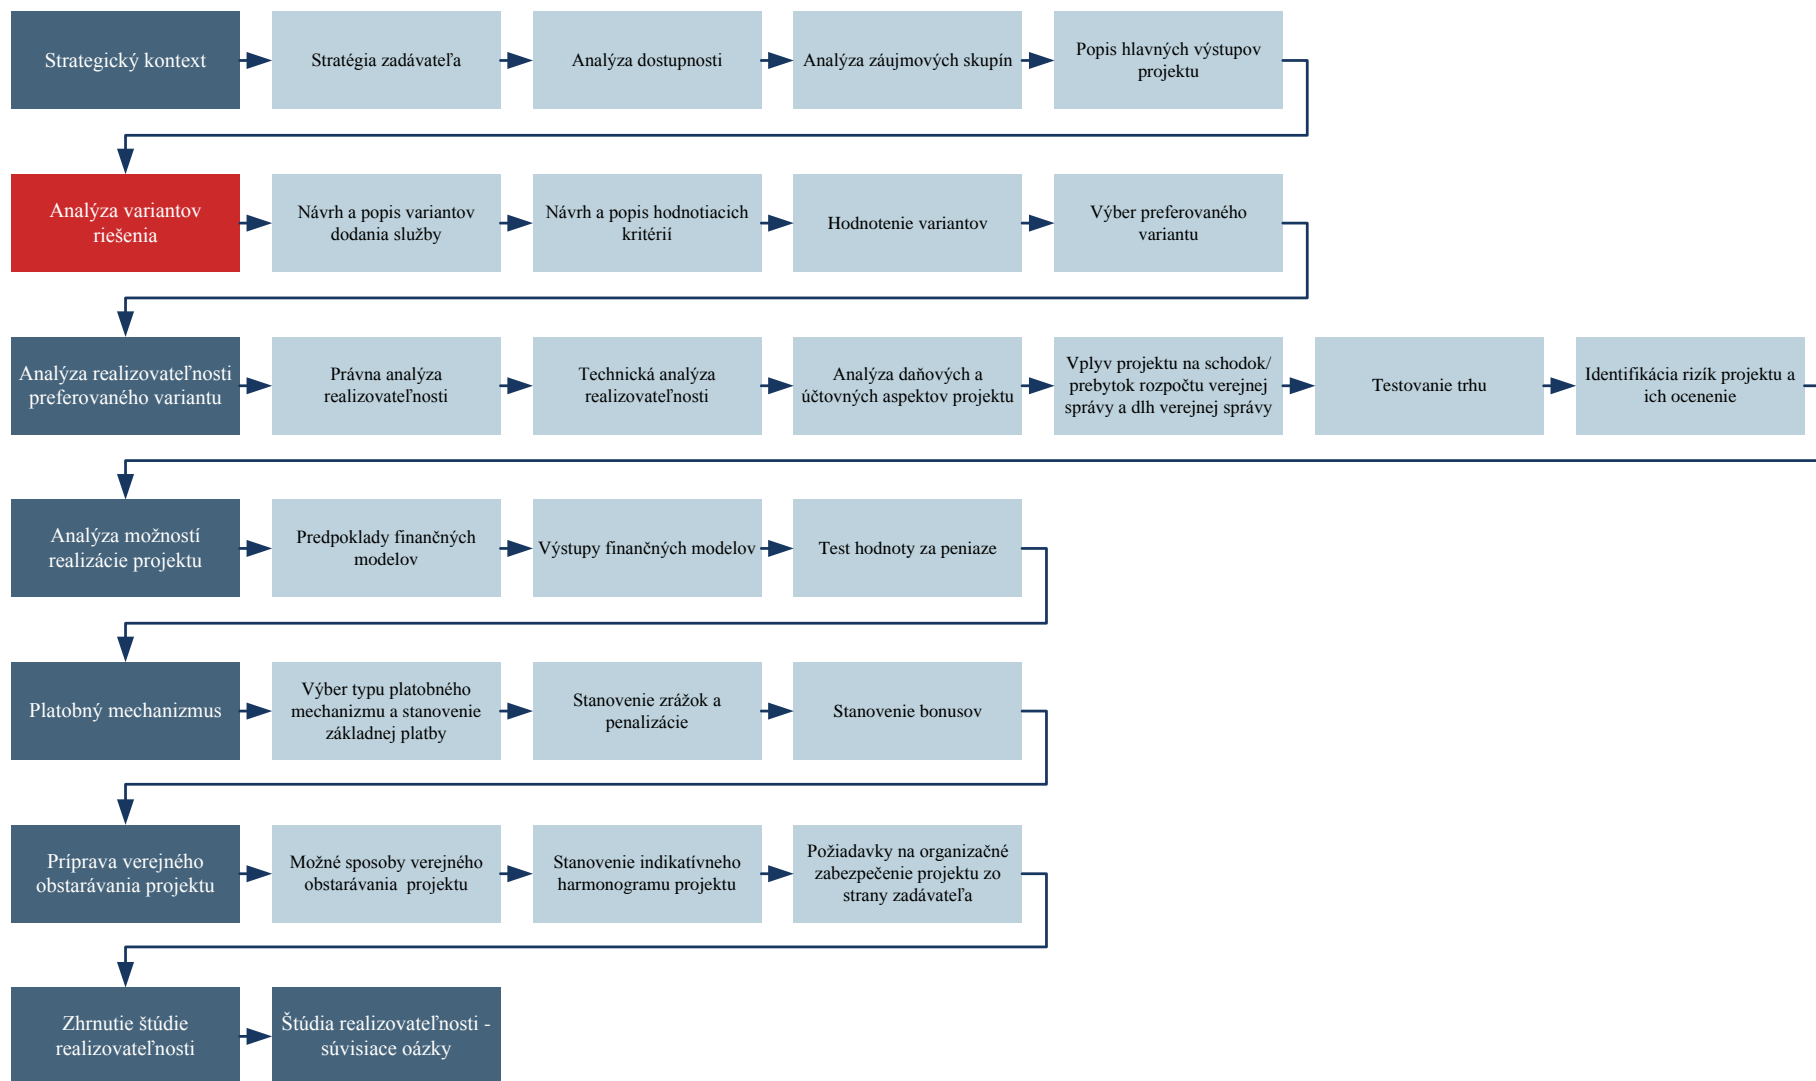 Strategický kontext
Stratégia zadávateľa
Analýza dostupnosti
Analýza záujmových skupín
Popis hlavných výstupov
projektu
Analýza variantov
riešenia
Návrh a popis variantov
dodania služby
Návrh a popis hodnotiacich
kritérií
Hodnotenie variantov
Výber preferovaného
variantu
Analýza realizovateľnosti
preferovaného variantu
Právna analýza
realizovateľnosti
Technická analýza
realizovateľnosti
Analýza daňových a
účtovných aspektov projektu
Vplyv projektu na schodok/
prebytok rozpočtu verejnej
správy a dlh verejnej správy
Testovanie trhu
Identifikácia rizík projektu a
ich ocenenie
Analýza možností
realizácie projektu
Predpoklady finančných
modelov
Výstupy finančných modelov
Test hodnoty za peniaze
Platobný mechanizmus
Výber typu platobného
mechanizmu a stanovenie
základnej platby
Stanovenie zrážok a
penalizácie
Stanovenie bonusov
Príprava verejného
obstarávania projektu
Možné sposoby verejného
obstarávania  projektu
Stanovenie indikatívneho
harmonogramu projektu
Požiadavky na organizačné
zabezpečenie projektu zo
strany zadávateľa
Zhrnutie štúdie
realizovateľnosti
Štúdia realizovateľnosti -
súvisiace oázky